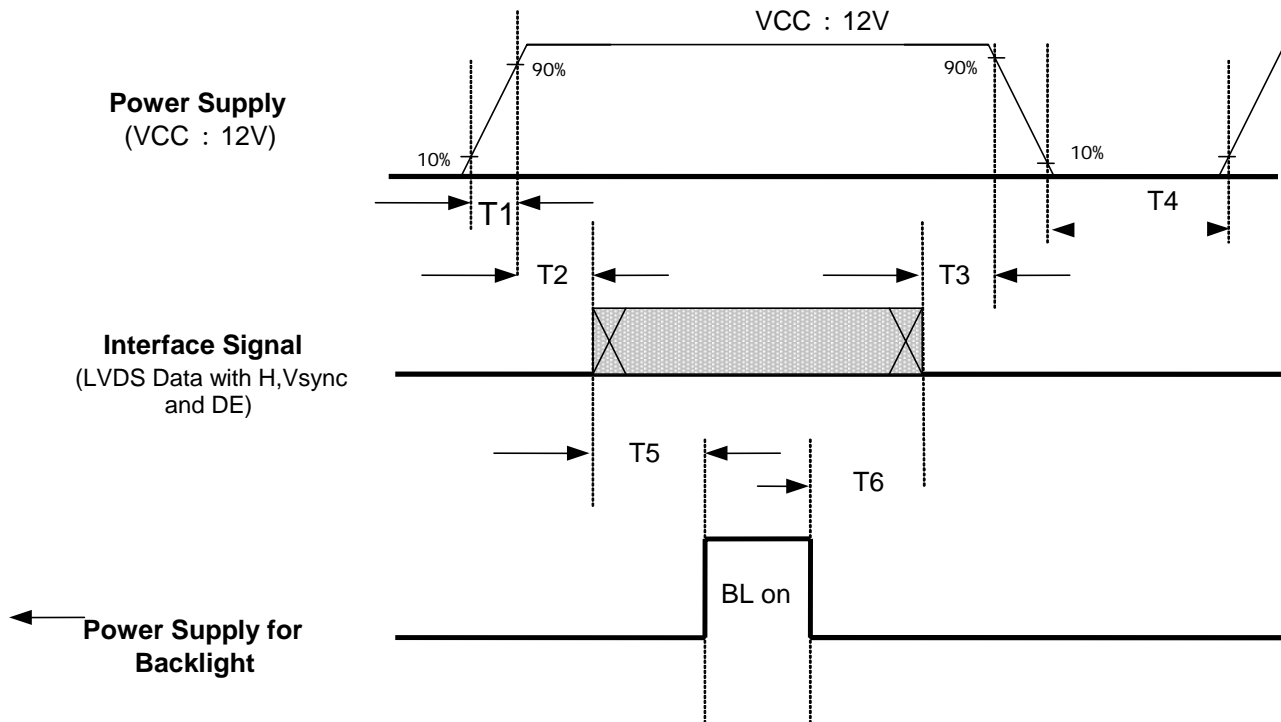 VCC : 12V
90%
90%
Power Supply
(VCC : 12V)
10%
10%
T1
T4
T2
T3
Interface Signal
(LVDS Data with H,Vsync
and DE)
T5
T6
BL on
Power Supply for
Backlight